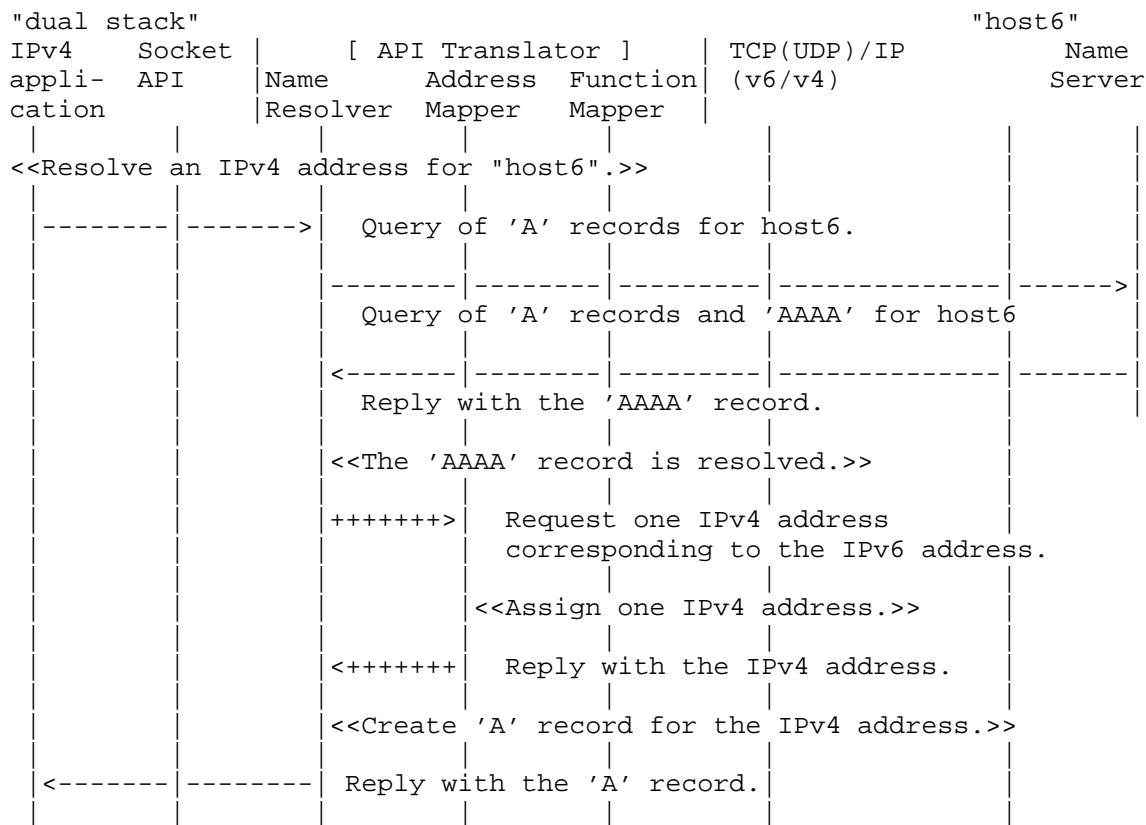 "dual stack" "host6"
IPv4 Socket | [ API Translator ] | TCP(UDP)/IP Name
appli- API |Name Address Function| (v6/v4) Server
cation |Resolver Mapper Mapper |
<<Resolve an IPv4 address for "host6".>>
|--------|------->| Query of 'A' records for host6.
|--------|--------|---------|--------------|------>|
Query of 'A' records and 'AAAA' for host6
|<-------|--------|---------|--------------|-------|
Reply with the 'AAAA' record.
|<<The 'AAAA' record is resolved.>>
|+++++++>| Request one IPv4 address
corresponding to the IPv6 address.
|<<Assign one IPv4 address.>>
|<+++++++| Reply with the IPv4 address.
|<<Create 'A' record for the IPv4 address.>>
|<-------|--------| Reply with the 'A' record.